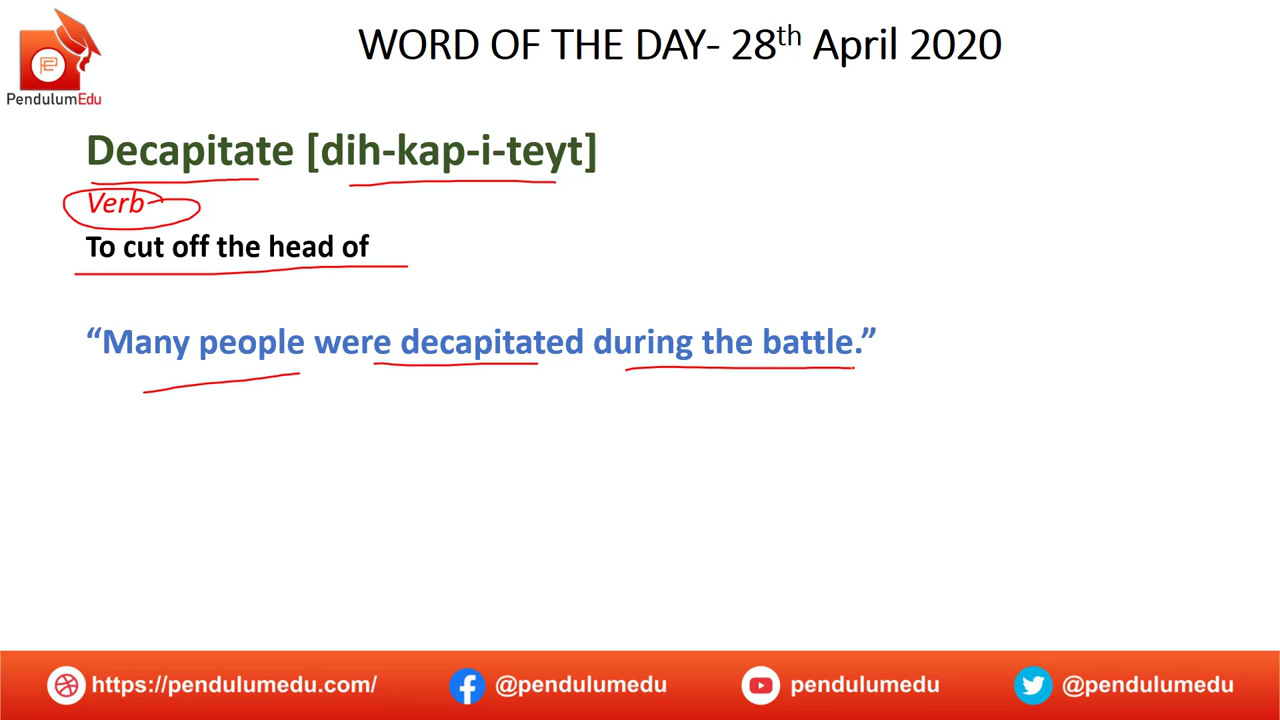 PendulumEdu
WORD OF THE DAY- 28th April 2020
Decapitate [dih-kap-i-teyt]
Verb
To cut off the head of
“Many people were decapitated during the battle.”
https://pendulumedu.com/ @pendulumedu pendulumedu @pendulumedu